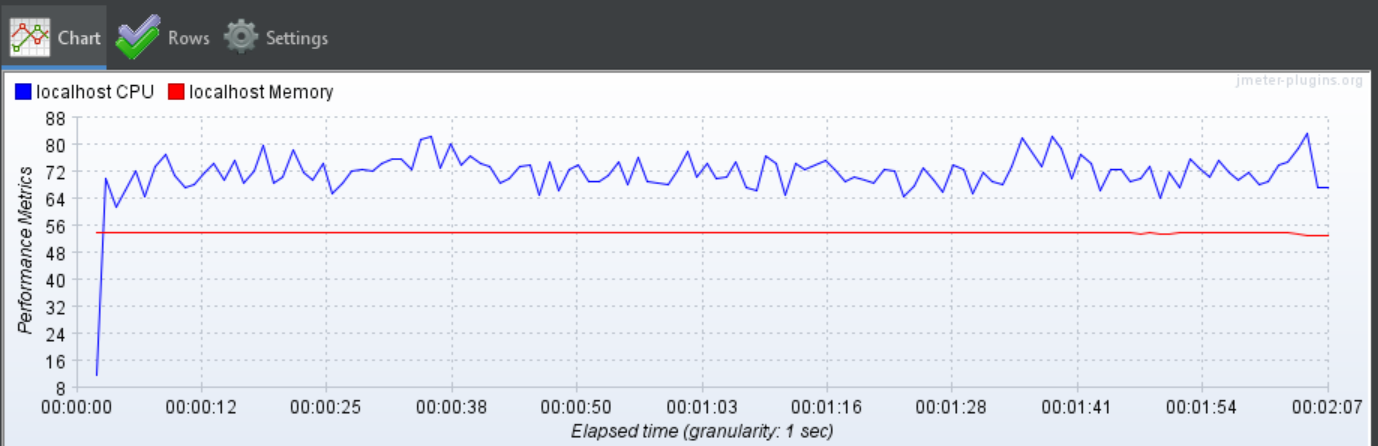 Chart Rows Settings
jmeter-plugins.org
localhost CPU localhost Memory
88
80
72
64
56
48
40
32
24
16
8
Performance Metrics
00:00:00 00:00:12 00:00:25 00:00:38 00:00:50 00:01:03 00:01:16 00:01:28 00:01:41 00:01:54 00:02:07
Elapsed time (granularity: 1 sec)